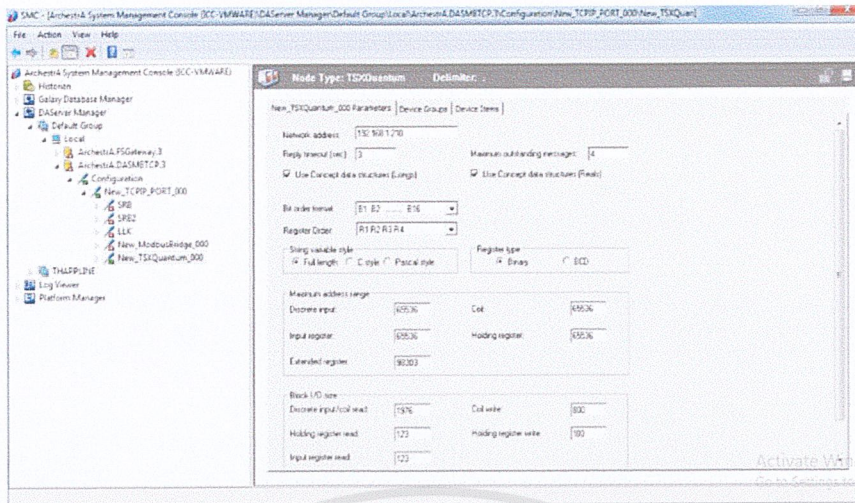 SMC - [ArchestrA System Management Console (ICC-VMWARE)\DAServer Manager\Default Group\Local\ArchestrA.DASMBTCP.3\Configuration\New_TCPIP_PORT_000\New_TSXQuan]
File Action View Help
ArchestrA System Management Console (ICC-VMWARE)
Historian
Galaxy Database Manager
DAServer Manager
Default Group
Local
ArchestrA.FSGateway.3
ArchestrA.DASMBTCP.3
Configuration
New_TCPIP_PORT_000
SRB
SRB2
LLK
New_ModbusBridge_000
New_TSXQuantum_000
THAPPLINE
Log Viewer
Platform Manager
Node Type: TSXQuantum Delimiter: .
New_TSXQuantum_000 Parameters Device Groups Device Items
Network address: 192.168.1.210
Reply timeout (sec): 3 Maximum outstanding messages: 4
Use Concept data structures (Longs) Use Concept data structures (Reals)
Bit order format: B1 B2 ........ B16
Register Order: R1 R2 R3 R4
String variable style
Full length C style Pascal style
Register type
Binary BCD
Maximum address range
Discrete input: 65536 Coil: 65536
Input register: 65536 Holding register: 65536
Extended register: 98303
Block I/O size
Discrete input/coil read: 1976 Coil write: 800
Holding register read: 123 Holding register write: 100
Input register read: 123
Activate Win
Go to Settings to